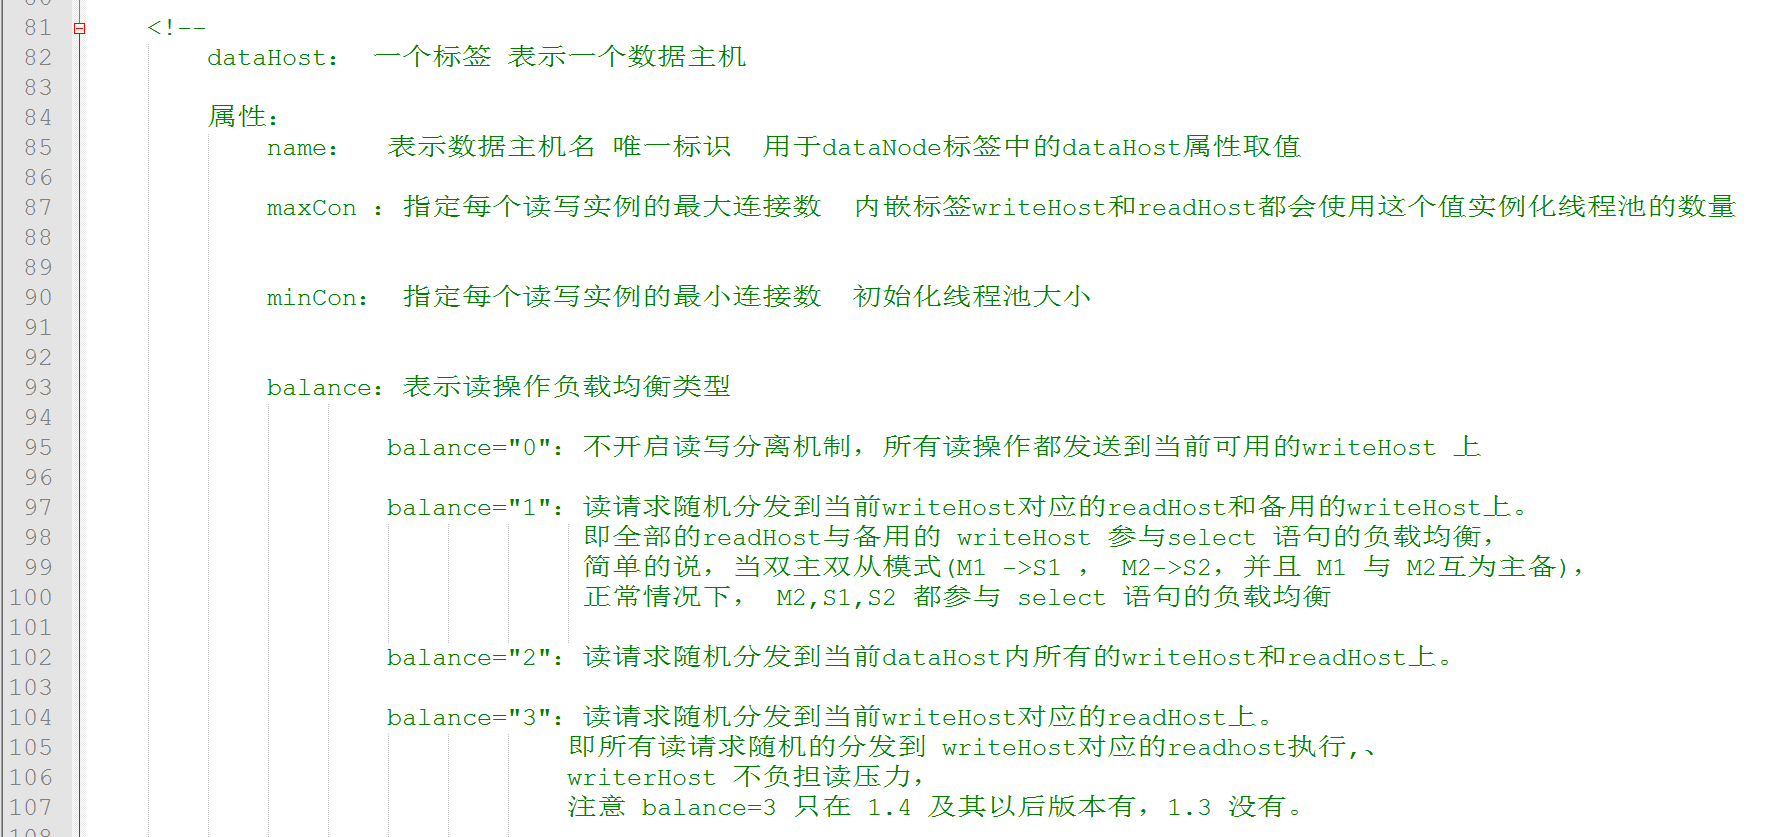 81 <!--
82 dataHost： 一个标签 表示一个数据主机
83
84 属性：
85 name： 表示数据主机名 唯一标识 用于dataNode标签中的dataHost属性取值
86
87 maxCon ：指定每个读写实例的最大连接数 内嵌标签writeHost和readHost都会使用这个值实例化线程池的数量
88
89
90 minCon： 指定每个读写实例的最小连接数 初始化线程池大小
91
92
93 balance：表示读操作负载均衡类型
94
95 balance="0"：不开启读写分离机制，所有读操作都发送到当前可用的writeHost 上
96
97 balance="1"：读请求随机分发到当前writeHost对应的readHost和备用的writeHost上。
98 即全部的readHost与备用的 writeHost 参与select 语句的负载均衡，
99 简单的说，当双主双从模式(M1 ->S1 ， M2->S2，并且 M1 与 M2互为主备)，
100 正常情况下， M2,S1,S2 都参与 select 语句的负载均衡
101
102 balance="2"：读请求随机分发到当前dataHost内所有的writeHost和readHost上。
103
104 balance="3"：读请求随机分发到当前writeHost对应的readHost上。
105 即所有读请求随机的分发到 writeHost对应的readhost执行,、
106 writerHost 不负担读压力，
107 注意 balance=3 只在 1.4 及其以后版本有，1.3 没有。